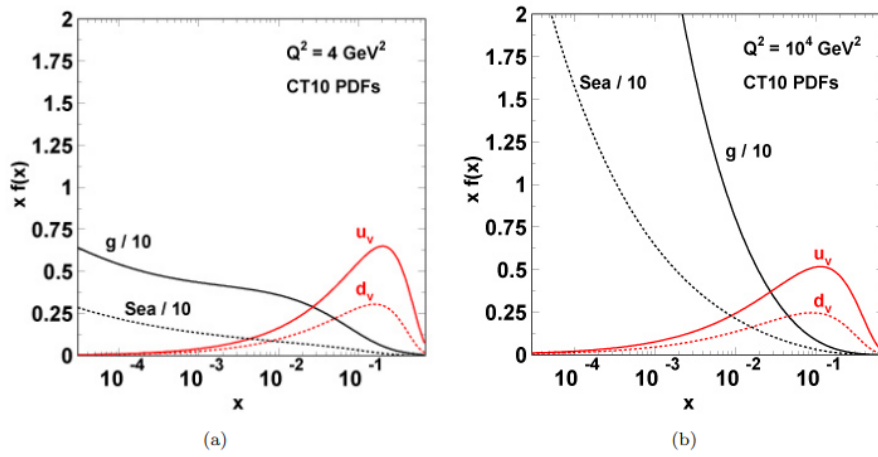 2
1.75
1.5
1.25
1
0.75
0.5
0.25
0
x f(x)
Q² = 4 GeV²
CT10 PDFs
g / 10
Sea / 10
u_v
d_v
10⁻⁴ 10⁻³ 10⁻² 10⁻¹
x
(a)
2
1.75
1.5
1.25
1
0.75
0.5
0.25
0
x f(x)
Q² = 10⁴ GeV²
CT10 PDFs
Sea / 10
g / 10
u_v
d_v
10⁻⁴ 10⁻³ 10⁻² 10⁻¹
x
(b)